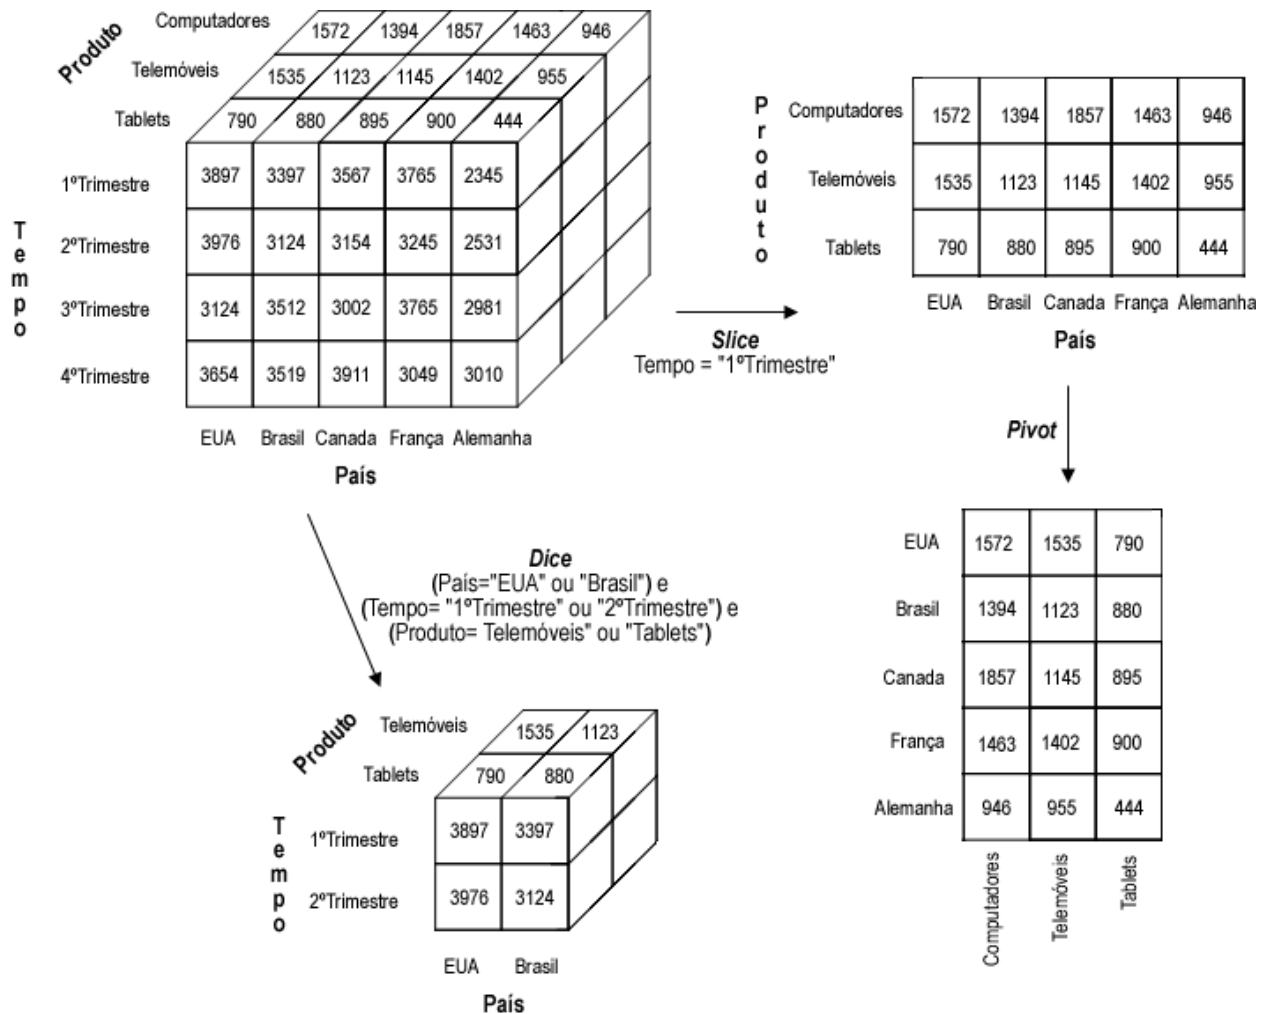 Produto
Computadores 1572 1394 1857 1463 946
Telemóveis 1535 1123 1145 1402 955
Tablets 790 880 895 900 444
Tempo
1ºTrimestre 3897 3397 3567 3765 2345
2ºTrimestre 3976 3124 3154 3245 2531
3ºTrimestre 3124 3512 3002 3765 2981
4ºTrimestre 3654 3519 3911 3049 3010
EUA Brasil Canada França Alemanha
País
Slice
Tempo = "1ºTrimestre"
Produto
Computadores 1572 1394 1857 1463 946
Telemóveis 1535 1123 1145 1402 955
Tablets 790 880 895 900 444
EUA Brasil Canada França Alemanha
País
Pivot
EUA 1572 1535 790
Brasil 1394 1123 880
Canada 1857 1145 895
França 1463 1402 900
Alemanha 946 955 444
Computadores Telemóveis Tablets
Dice
(País="EUA" ou "Brasil") e
(Tempo= "1ºTrimestre" ou "2ºTrimestre") e
(Produto= Telemóveis" ou "Tablets")
Produto
Telemóveis 1535 1123
Tablets 790 880
Tempo
1ºTrimestre 3897 3397
2ºTrimestre 3976 3124
EUA Brasil
País